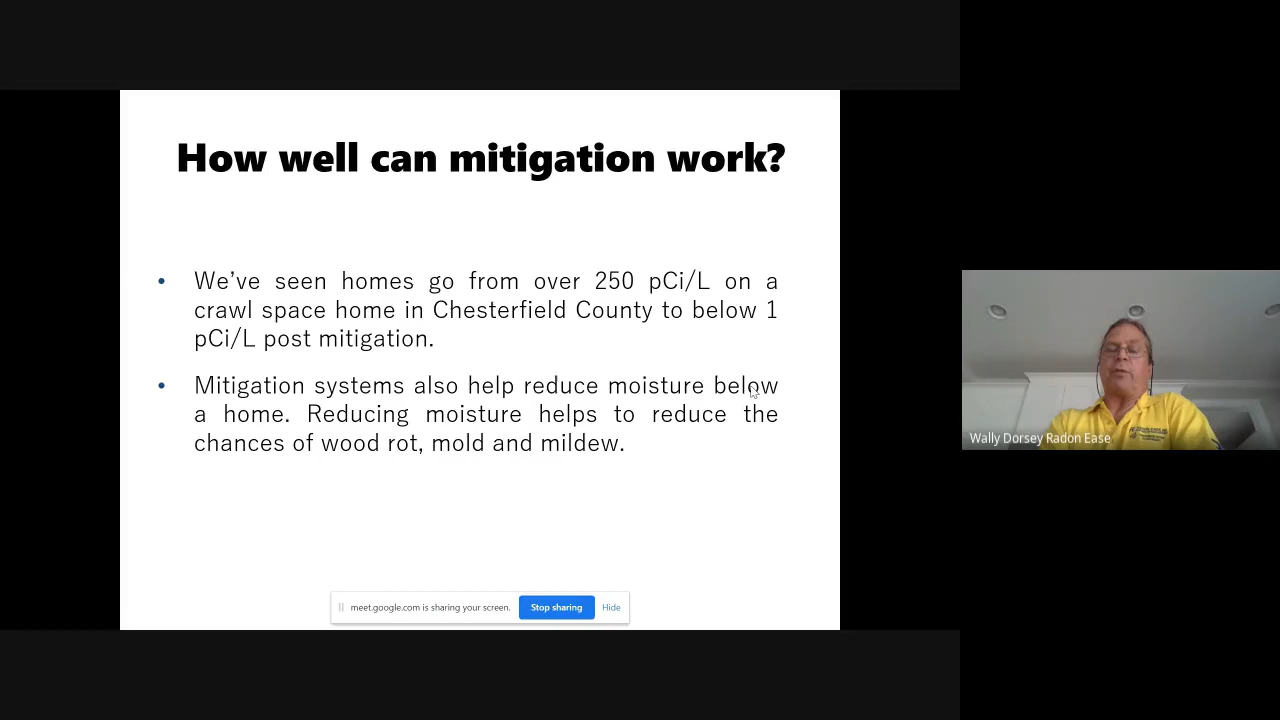 How well can mitigation work?
• We’ve seen homes go from over 250 pCi/L on a
crawl space home in Chesterfield County to below 1
pCi/L post mitigation.
• Mitigation systems also help reduce moisture below
a home. Reducing moisture helps to reduce the
chances of wood rot, mold and mildew.
Wally Dorsey Radon Ease
meet.google.com is sharing your screen. Stop sharing Hide